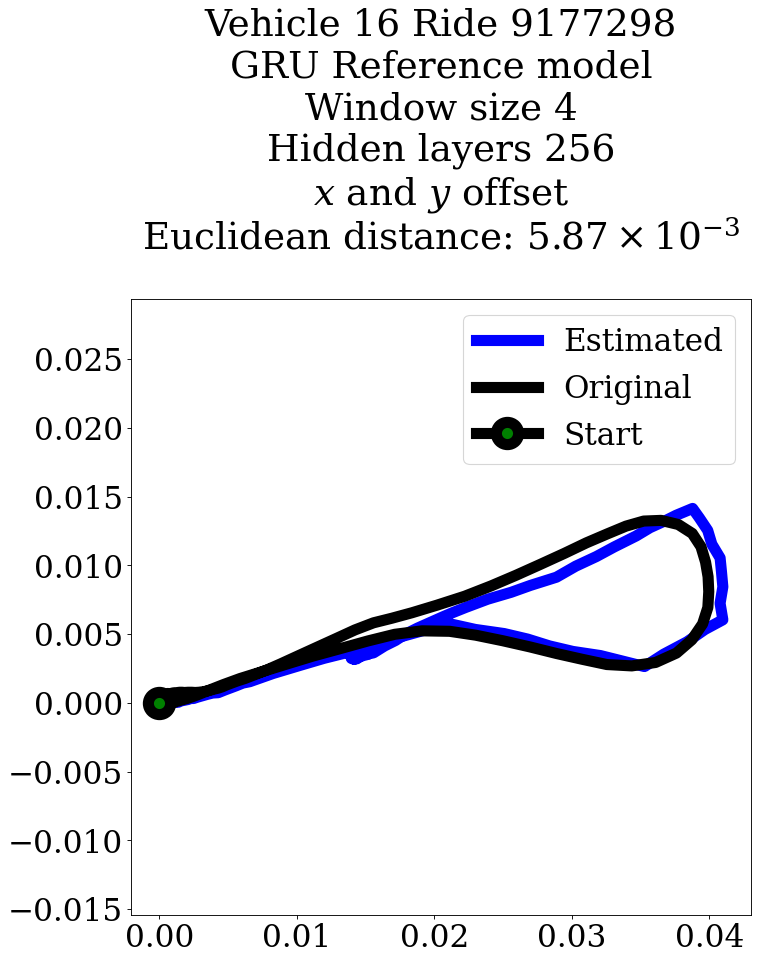 Vehicle 16 Ride 9177298
GRU Reference model
Window size 4
Hidden layers 256
x and y offset
Euclidean distance: 5.87 × 10⁻³
Estimated
Original
Start
0.025
0.020
0.015
0.010
0.005
0.000
−0.005
−0.010
−0.015
0.00 0.01 0.02 0.03 0.04